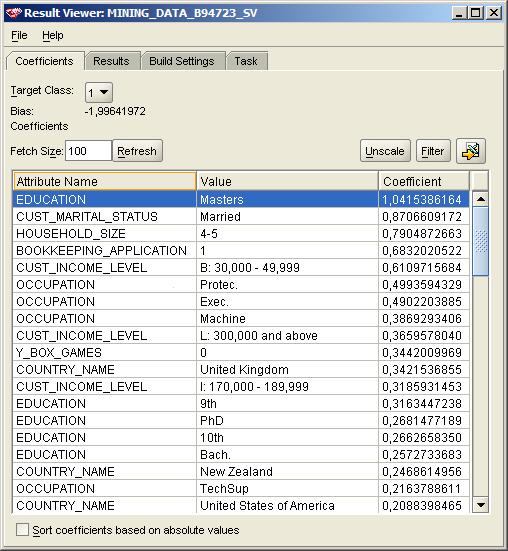 Result Viewer: MINING_DATA_B94723_SV
File Help
Coefficients Results Build Settings Task
Target Class: 1
Bias: -1,99641972
Coefficients
Fetch Size: 100 Refresh Unscale Filter
Attribute Name Value Coefficient
EDUCATION Masters 1,0415386164
CUST_MARITAL_STATUS Married 0,8706609172
HOUSEHOLD_SIZE 4-5 0,7904872663
BOOKKEEPING_APPLICATION 1 0,6832020522
CUST_INCOME_LEVEL B: 30,000 - 49,999 0,6109715684
OCCUPATION Protec. 0,4993594329
OCCUPATION Exec. 0,4902203885
OCCUPATION Machine 0,3869293406
CUST_INCOME_LEVEL L: 300,000 and above 0,3659578040
Y_BOX_GAMES 0 0,3442009969
COUNTRY_NAME United Kingdom 0,3421536855
CUST_INCOME_LEVEL I: 170,000 - 189,999 0,3185931453
EDUCATION 9th 0,3163447238
EDUCATION PhD 0,2681477189
EDUCATION 10th 0,2662658350
EDUCATION Bach. 0,2572733683
COUNTRY_NAME New Zealand 0,2468614956
OCCUPATION TechSup 0,2163788611
COUNTRY_NAME United States of America 0,2088398465
Sort coefficients based on absolute values